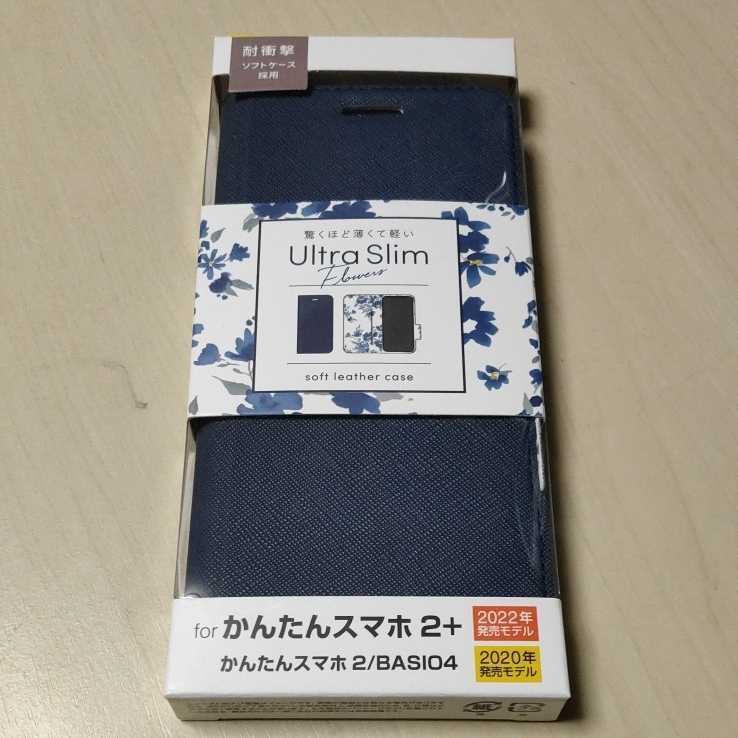 耐衝撃
ソフトケース
採用
驚くほど薄くて軽い
Ultra Slim
Flowers
soft leather case
for かんたんスマホ 2+
2022年
発売モデル
かんたんスマホ 2/BASIO4
2020年
発売モデル